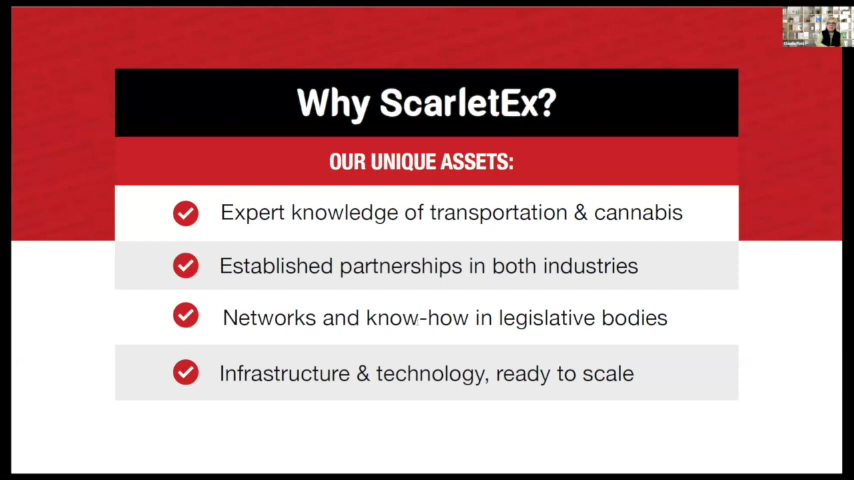 Why ScarletEx?
OUR UNIQUE ASSETS:
Expert knowledge of transportation & cannabis
Established partnerships in both industries
Networks and know-how in legislative bodies
Infrastructure & technology, ready to scale